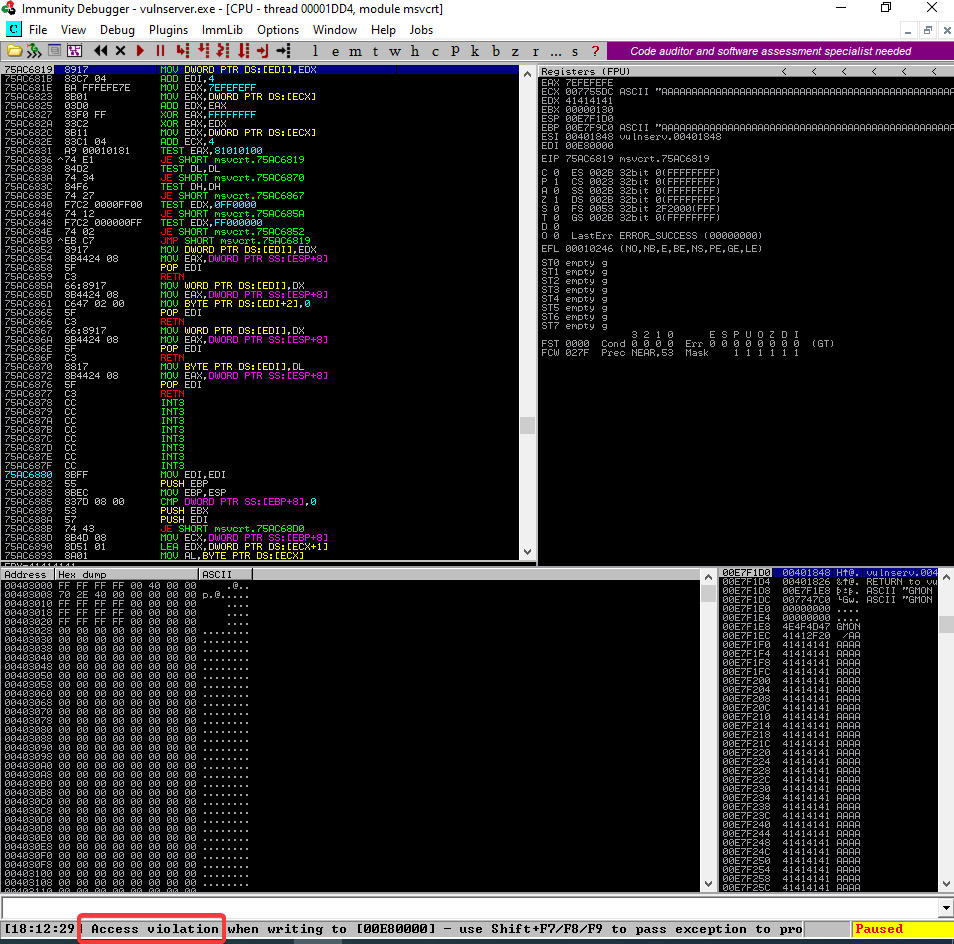 Immunity Debugger - vulnserver.exe - [CPU - thread 00001DD4, module msvcrt]
C File View Debug Plugins ImmLib Options Window Help Jobs
l e m t w h c p k b z r ... s ? Code auditor and software assessment specialist needed
75AC6819 8917 MOV DWORD PTR DS:[EDI],EDX
75AC681B 83C7 04 ADD EDI,4
75AC681E BA FFFEFE7E MOV EDX,7EFEFEFF
75AC6823 8B01 MOV EAX,DWORD PTR DS:[ECX]
75AC6825 03D0 ADD EDX,EAX
75AC6827 83F0 FF XOR EAX,FFFFFFFF
75AC682A 33C2 XOR EAX,EDX
75AC682C 8B11 MOV EDX,DWORD PTR DS:[ECX]
75AC682E 83C1 04 ADD ECX,4
75AC6831 A9 00010181 TEST EAX,81010100
75AC6836 ^74 E1 JE SHORT msvcrt.75AC6819
75AC6838 84D2 TEST DL,DL
75AC683A 74 34 JE SHORT msvcrt.75AC6870
75AC683C 84F6 TEST DH,DH
75AC683E 74 27 JE SHORT msvcrt.75AC6867
75AC6840 F7C2 0000FF00 TEST EDX,0FF0000
75AC6846 74 12 JE SHORT msvcrt.75AC685A
75AC6848 F7C2 000000FF TEST EDX,FF000000
75AC684E 74 02 JE SHORT msvcrt.75AC6852
75AC6850 ^EB C7 JMP SHORT msvcrt.75AC6819
75AC6852 8917 MOV DWORD PTR DS:[EDI],EDX
75AC6854 8B4424 08 MOV EAX,DWORD PTR SS:[ESP+8]
75AC6858 5F POP EDI
75AC6859 C3 RETN
75AC685A 66:8917 MOV WORD PTR DS:[EDI],DX
75AC685D 8B4424 08 MOV EAX,DWORD PTR SS:[ESP+8]
75AC6861 C647 02 00 MOV BYTE PTR DS:[EDI+2],0
75AC6865 5F POP EDI
75AC6866 C3 RETN
75AC6867 66:8917 MOV WORD PTR DS:[EDI],DX
75AC686A 8B4424 08 MOV EAX,DWORD PTR SS:[ESP+8]
75AC686E 5F POP EDI
75AC686F C3 RETN
75AC6870 8817 MOV BYTE PTR DS:[EDI],DL
75AC6872 8B4424 08 MOV EAX,DWORD PTR SS:[ESP+8]
75AC6876 5F POP EDI
75AC6877 C3 RETN
75AC6878 CC INT3
75AC6879 CC INT3
75AC687A CC INT3
75AC687B CC INT3
75AC687C CC INT3
75AC687D CC INT3
75AC687E CC INT3
75AC687F CC INT3
75AC6880 8BFF MOV EDI,EDI
75AC6882 55 PUSH EBP
75AC6883 8BEC MOV EBP,ESP
75AC6885 837D 08 00 CMP DWORD PTR SS:[EBP+8],0
75AC6889 53 PUSH EBX
75AC688A 57 PUSH EDI
75AC688B 74 43 JE SHORT msvcrt.75AC68D0
75AC688D 8B4D 08 MOV ECX,DWORD PTR SS:[EBP+8]
75AC6890 8D51 01 LEA EDX,DWORD PTR DS:[ECX+1]
75AC6893 8A01 MOV AL,BYTE PTR DS:[ECX]
Registers (FPU) < < < < < <
EAX 7EFEFEFE
ECX 007755DC ASCII "AAAAAAAAAAAAAAAAAAAAAAAAAAAAAAAAAAAAAAAAAAA
EDX 41414141
EBX 00000130
ESP 00E7F1D0
EBP 00E7F9C0 ASCII "AAAAAAAAAAAAAAAAAAAAAAAAAAAAAAAAAAAAAAAAAAA
ESI 00401848 vulnserv.00401848
EDI 00E80000
EIP 75AC6819 msvcrt.75AC6819
C 0 ES 002B 32bit 0(FFFFFFFF)
P 1 CS 0023 32bit 0(FFFFFFFF)
A 0 SS 002B 32bit 0(FFFFFFFF)
Z 1 DS 002B 32bit 0(FFFFFFFF)
S 0 FS 0053 32bit 2F2000(FFF)
T 0 GS 002B 32bit 0(FFFFFFFF)
D 0
O 0 LastErr ERROR_SUCCESS (00000000)
EFL 00010246 (NO,NB,E,BE,NS,PE,GE,LE)
ST0 empty g
ST1 empty g
ST2 empty g
ST3 empty g
ST4 empty g
ST5 empty g
ST6 empty g
ST7 empty g
3 2 1 0 E S P U O Z D I
FST 0000 Cond 0 0 0 0 Err 0 0 0 0 0 0 0 0 (GT)
FCW 027F Prec NEAR,53 Mask 1 1 1 1 1 1
Address Hex dump ASCII
00403000 FF FF FF FF 00 40 00 00 .@..
00403008 70 2E 40 00 00 00 00 00 p.@.....
00403010 FF FF FF FF 00 00 00 00 ....
00403018 FF FF FF FF 00 00 00 00 ....
00403020 FF FF FF FF 00 00 00 00 ....
00403028 00 00 00 00 00 00 00 00 ........
00403030 00 00 00 00 00 00 00 00 ........
00403038 00 00 00 00 00 00 00 00 ........
00403040 00 00 00 00 00 00 00 00 ........
00403048 00 00 00 00 00 00 00 00 ........
00403050 00 00 00 00 00 00 00 00 ........
00403058 00 00 00 00 00 00 00 00 ........
00403060 00 00 00 00 00 00 00 00 ........
00403068 00 00 00 00 00 00 00 00 ........
00403070 00 00 00 00 00 00 00 00 ........
00403078 00 00 00 00 00 00 00 00 ........
00403080 00 00 00 00 00 00 00 00 ........
00403088 00 00 00 00 00 00 00 00 ........
00403090 00 00 00 00 00 00 00 00 ........
00403098 00 00 00 00 00 00 00 00 ........
004030A0 00 00 00 00 00 00 00 00 ........
004030A8 00 00 00 00 00 00 00 00 ........
004030B0 00 00 00 00 00 00 00 00 ........
004030B8 00 00 00 00 00 00 00 00 ........
004030C0 00 00 00 00 00 00 00 00 ........
004030C8 00 00 00 00 00 00 00 00 ........
004030D0 00 00 00 00 00 00 00 00 ........
004030D8 00 00 00 00 00 00 00 00 ........
004030E0 00 00 00 00 00 00 00 00 ........
004030E8 00 00 00 00 00 00 00 00 ........
004030F0 00 00 00 00 00 00 00 00 ........
004030F8 00 00 00 00 00 00 00 00 ........
00403100 00 00 00 00 00 00 00 00 ........
00403108 00 00 00 00 00 00 00 00 ........
00E7F1D0 00401848 H↑@. vulnserv.004
00E7F1D4 00401826 &↑@. RETURN to vu
00E7F1D8 00E7F1E8 ASCII "GMON
00E7F1DC 007747C0 └Gw. ASCII "GMON
00E7F1E0 00000000 ....
00E7F1E4 00000000 ....
00E7F1E8 4E4F4D47 GMON
00E7F1EC 41412F20 /AA
00E7F1F0 41414141 AAAA
00E7F1F4 41414141 AAAA
00E7F1F8 41414141 AAAA
00E7F1FC 41414141 AAAA
00E7F200 41414141 AAAA
00E7F204 41414141 AAAA
00E7F208 41414141 AAAA
00E7F20C 41414141 AAAA
00E7F210 41414141 AAAA
00E7F214 41414141 AAAA
00E7F218 41414141 AAAA
00E7F21C 41414141 AAAA
00E7F220 41414141 AAAA
00E7F224 41414141 AAAA
00E7F228 41414141 AAAA
00E7F22C 41414141 AAAA
00E7F230 41414141 AAAA
00E7F234 41414141 AAAA
00E7F238 41414141 AAAA
00E7F23C 41414141 AAAA
00E7F240 41414141 AAAA
00E7F244 41414141 AAAA
00E7F248 41414141 AAAA
00E7F24C 41414141 AAAA
00E7F250 41414141 AAAA
00E7F254 41414141 AAAA
00E7F258 41414141 AAAA
00E7F25C 41414141 AAAA
[18:12:29] Access violation when writing to [00E80000] - use Shift+F7/F8/F9 to pass exception to pro Paused